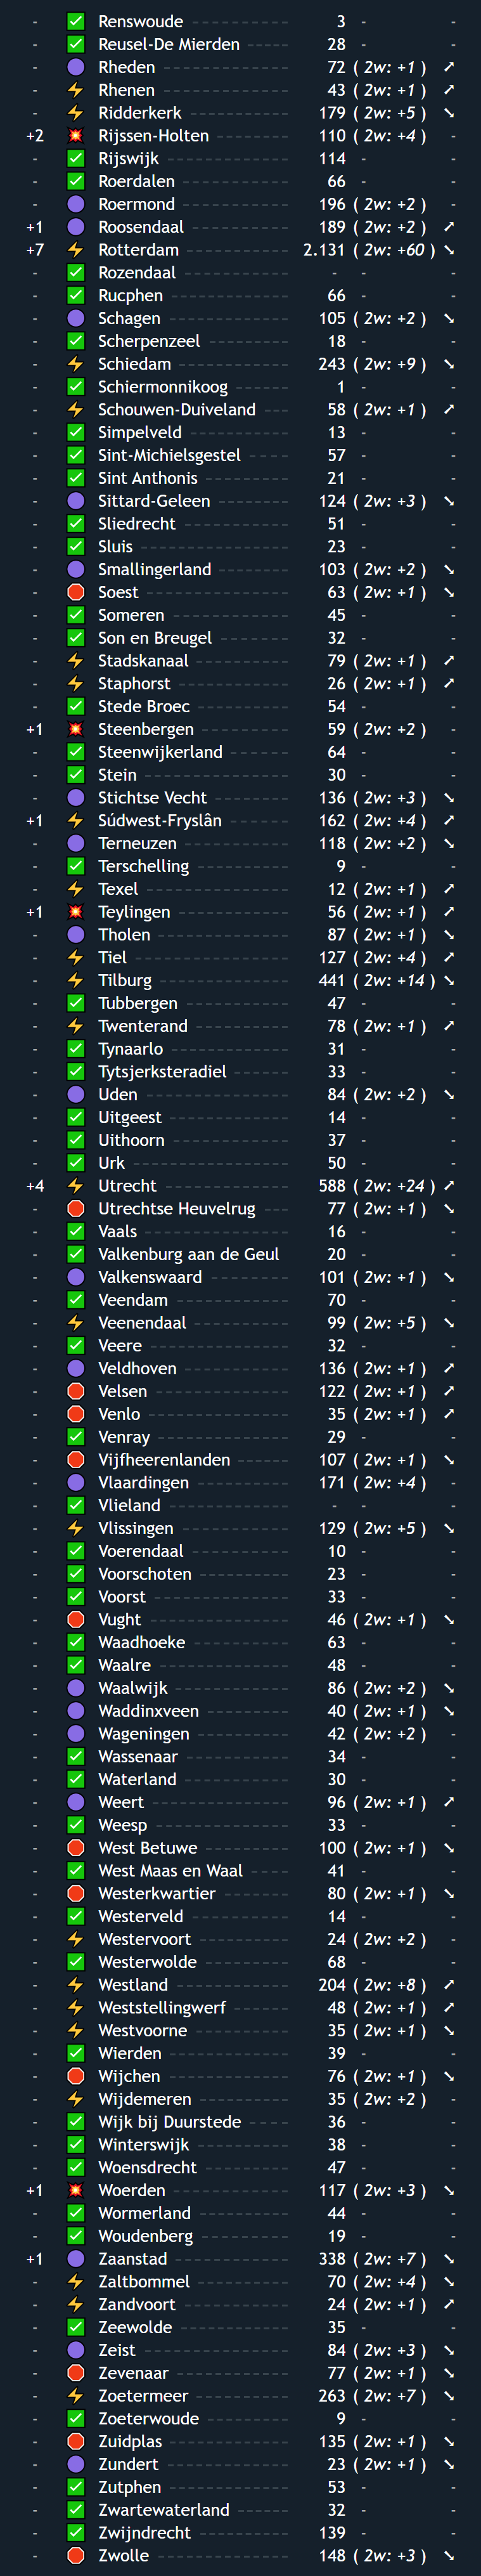 - ✅ Renswoude ------------ 3 - -
- ✅ Reusel-De Mierden ----- 28 - -
- 🟣 Rheden --------------- 72 ( 2w: +1 ) ➚
- ⚡ Rhenen --------------- 43 ( 2w: +1 ) ➚
- ⚡ Ridderkerk ----------- 179 ( 2w: +5 ) ➘
+2 💥 Rijssen-Holten -------- 110 ( 2w: +4 ) -
- ✅ Rijswijk -------------- 114 - -
- ✅ Roerdalen ------------ 66 - -
- 🟣 Roermond ------------ 196 ( 2w: +2 ) -
+1 🟣 Roosendaal ----------- 189 ( 2w: +2 ) ➚
+7 ⚡ Rotterdam ----------- 2.131 ( 2w: +60 ) ➘
- ✅ Rozendaal ------------ - - -
- ✅ Rucphen -------------- 66 - -
- 🟣 Schagen -------------- 105 ( 2w: +2 ) ➘
- ✅ Scherpenzeel --------- 18 - -
- ⚡ Schiedam ------------- 243 ( 2w: +9 ) ➘
- ✅ Schiermonnikoog ------ 1 - -
- ⚡ Schouwen-Duiveland --- 58 ( 2w: +1 ) ➚
- ✅ Simpelveld ----------- 13 - -
- ✅ Sint-Michielsgestel ---- 57 - -
- ✅ Sint Anthonis --------- 21 - -
- 🟣 Sittard-Geleen -------- 124 ( 2w: +3 ) ➘
- ✅ Sliedrecht ------------ 51 - -
- ✅ Sluis ---------------- 23 - -
- 🟣 Smallingerland ------- 103 ( 2w: +2 ) ➘
- 🛑 Soest ---------------- 63 ( 2w: +1 ) ➘
- ✅ Someren -------------- 45 - -
- ✅ Son en Breugel ------- 32 - -
- ⚡ Stadskanaal ---------- 79 ( 2w: +1 ) ➚
- ⚡ Staphorst ------------ 26 ( 2w: +1 ) ➚
- ✅ Stede Broec ---------- 54 - -
+1 💥 Steenbergen ---------- 59 ( 2w: +2 ) -
- ✅ Steenwijkerland ------ 64 - -
- ✅ Stein ---------------- 30 - -
- 🟣 Stichtse Vecht -------- 136 ( 2w: +3 ) ➘
+1 ⚡ Súdwest-Fryslân ------- 162 ( 2w: +4 ) ➚
- 🟣 Terneuzen ------------ 118 ( 2w: +2 ) ➘
- ✅ Terschelling ---------- 9 - -
- ⚡ Texel ---------------- 12 ( 2w: +1 ) ➚
+1 💥 Teylingen ------------ 56 ( 2w: +1 ) ➚
- 🟣 Tholen --------------- 87 ( 2w: +1 ) ➘
- ⚡ Tiel ----------------- 127 ( 2w: +4 ) ➚
- ⚡ Tilburg -------------- 441 ( 2w: +14 ) ➘
- ✅ Tubbergen ------------ 47 - -
- ⚡ Twenterand ----------- 78 ( 2w: +1 ) ➚
- ✅ Tynaarlo ------------- 31 - -
- ✅ Tytsjerksteradiel ------ 33 - -
- 🟣 Uden ---------------- 84 ( 2w: +2 ) ➘
- ✅ Uitgeest ------------- 14 - -
- ✅ Uithoorn ------------- 37 - -
- ✅ Urk ------------------ 50 - -
+4 ⚡ Utrecht -------------- 588 ( 2w: +24 ) ➚
- 🛑 Utrechtse Heuvelrug --- 77 ( 2w: +1 ) ➘
- ✅ Vaals ---------------- 16 - -
- ✅ Valkenburg aan de Geul 20 - -
- 🟣 Valkenswaard --------- 101 ( 2w: +1 ) ➘
- ✅ Veendam ------------- 70 - -
- ⚡ Veenendaal ----------- 99 ( 2w: +5 ) ➘
- ✅ Veere ---------------- 32 - -
- 🟣 Veldhoven ------------ 136 ( 2w: +1 ) ➚
- 🛑 Velsen --------------- 122 ( 2w: +1 ) ➚
- 🛑 Venlo ---------------- 35 ( 2w: +1 ) ➚
- ✅ Venray --------------- 29 - -
- 🛑 Vijfheerenlanden ------ 107 ( 2w: +1 ) ➘
- 🟣 Vlaardingen ---------- 171 ( 2w: +4 ) -
- ✅ Vlieland -------------- - - -
- ⚡ Vlissingen ------------ 129 ( 2w: +5 ) ➘
- ✅ Voerendaal ----------- 10 - -
- ✅ Voorschoten ---------- 23 - -
- ✅ Voorst --------------- 33 - -
- 🛑 Vught ---------------- 46 ( 2w: +1 ) ➘
- ✅ Waadhoeke ----------- 63 - -
- ✅ Waalre --------------- 48 - -
- 🟣 Waalwijk ------------- 86 ( 2w: +2 ) ➘
- 🟣 Waddinxveen --------- 40 ( 2w: +1 ) ➘
- 🟣 Wageningen ---------- 42 ( 2w: +2 ) -
- ✅ Wassenaar ----------- 34 - -
- ✅ Waterland ------------ 30 - -
- 🟣 Weert ---------------- 96 ( 2w: +1 ) ➚
- ✅ Weesp --------------- 33 - -
- 🛑 West Betuwe ---------- 100 ( 2w: +1 ) ➘
- ✅ West Maas en Waal ---- 41 - -
- 🛑 Westerkwartier ------- 80 ( 2w: +1 ) ➘
- ✅ Westerveld ----------- 14 - -
- ⚡ Westervoort ---------- 24 ( 2w: +2 ) -
- ✅ Westerwolde ---------- 68 - -
- ⚡ Westland ------------- 204 ( 2w: +8 ) ➚
- ⚡ Weststellingwerf ------ 48 ( 2w: +1 ) ➚
- ⚡ Westvoorne ----------- 35 ( 2w: +1 ) ➘
- ✅ Wierden -------------- 39 - -
- 🛑 Wijchen -------------- 76 ( 2w: +1 ) ➘
- ⚡ Wijdemeren ---------- 35 ( 2w: +2 ) -
- ✅ Wijk bij Duurstede ---- 36 - -
- ✅ Winterswijk ---------- 38 - -
- ✅ Woensdrecht --------- 47 - -
+1 💥 Woerden ------------- 117 ( 2w: +3 ) ➘
- ✅ Wormerland ---------- 44 - -
- ✅ Woudenberg ---------- 19 - -
+1 🟣 Zaanstad ------------- 338 ( 2w: +7 ) ➘
- ⚡ Zaltbommel ---------- 70 ( 2w: +4 ) ➘
- ⚡ Zandvoort ------------ 24 ( 2w: +1 ) ➚
- ✅ Zeewolde ------------- 35 - -
- 🟣 Zeist ---------------- 84 ( 2w: +3 ) ➘
- 🛑 Zevenaar ------------- 77 ( 2w: +1 ) ➘
- ⚡ Zoetermeer ----------- 263 ( 2w: +7 ) ➘
- ✅ Zoeterwoude ---------- 9 - -
- 🛑 Zuidplas ------------- 135 ( 2w: +1 ) ➘
- 🟣 Zundert -------------- 23 ( 2w: +1 ) ➘
- ✅ Zutphen -------------- 53 - -
- ✅ Zwartewaterland ------ 32 - -
- ✅ Zwijndrecht ---------- 139 - -
- 🛑 Zwolle --------------- 148 ( 2w: +3 ) ➘